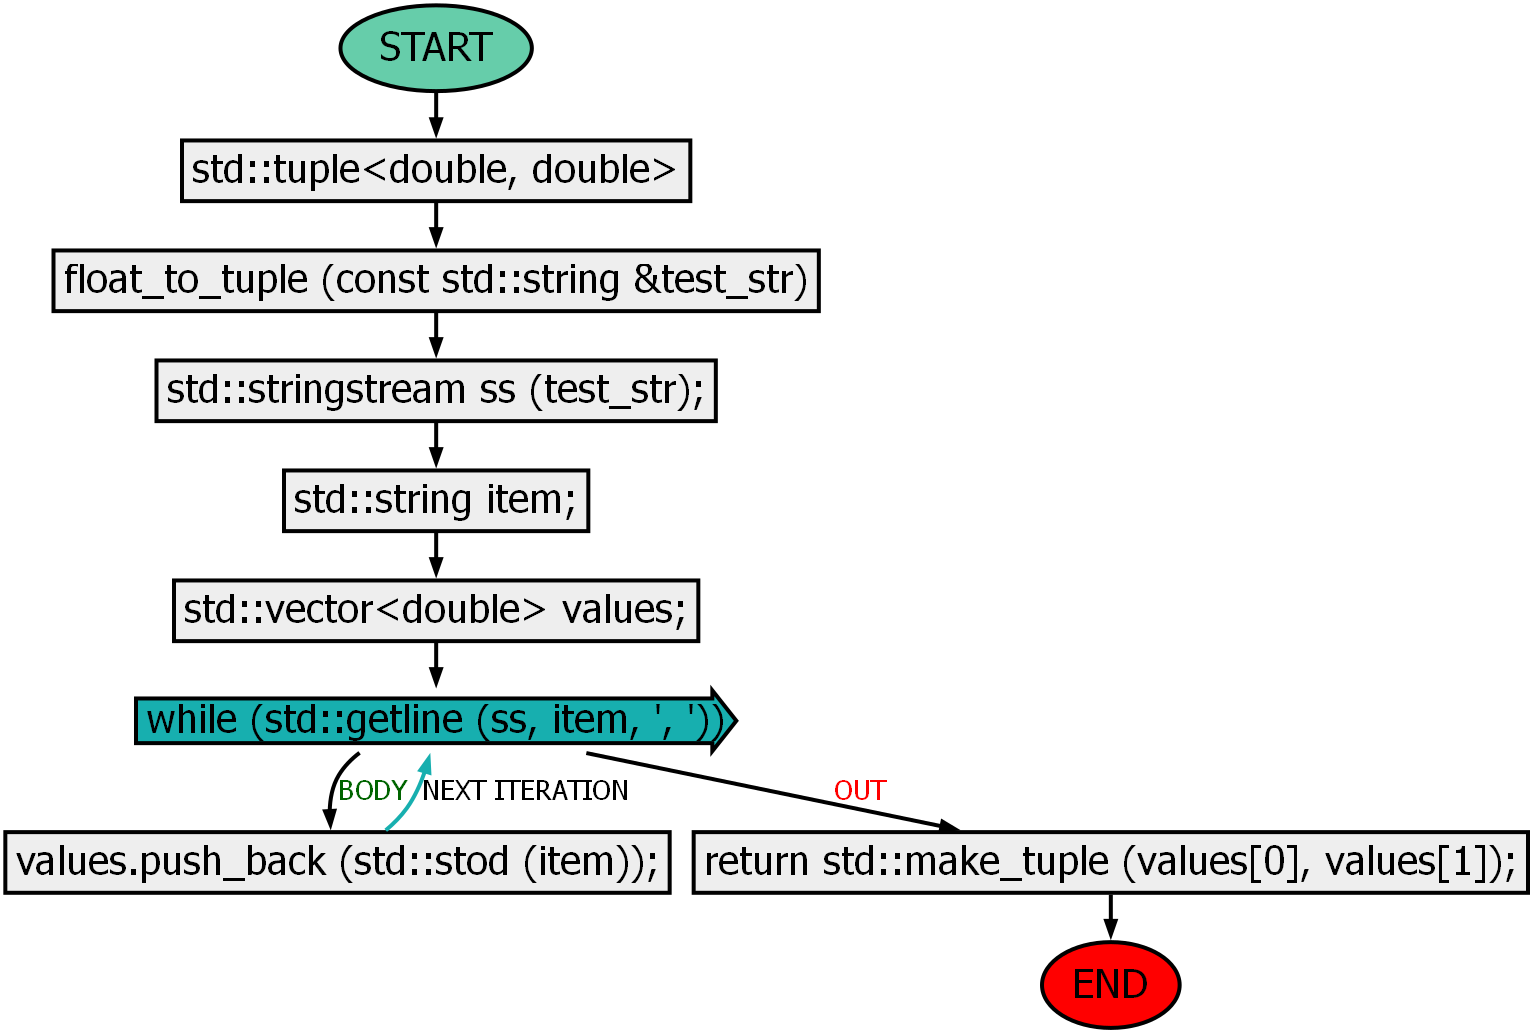 START
std::tuple<double, double>
float_to_tuple (const std::string &test_str)
std::stringstream ss (test_str);
std::string item;
std::vector<double> values;
while (std::getline (ss, item, ', '))
BODY
NEXT ITERATION
OUT
values.push_back (std::stod (item));
return std::make_tuple (values[0], values[1]);
END